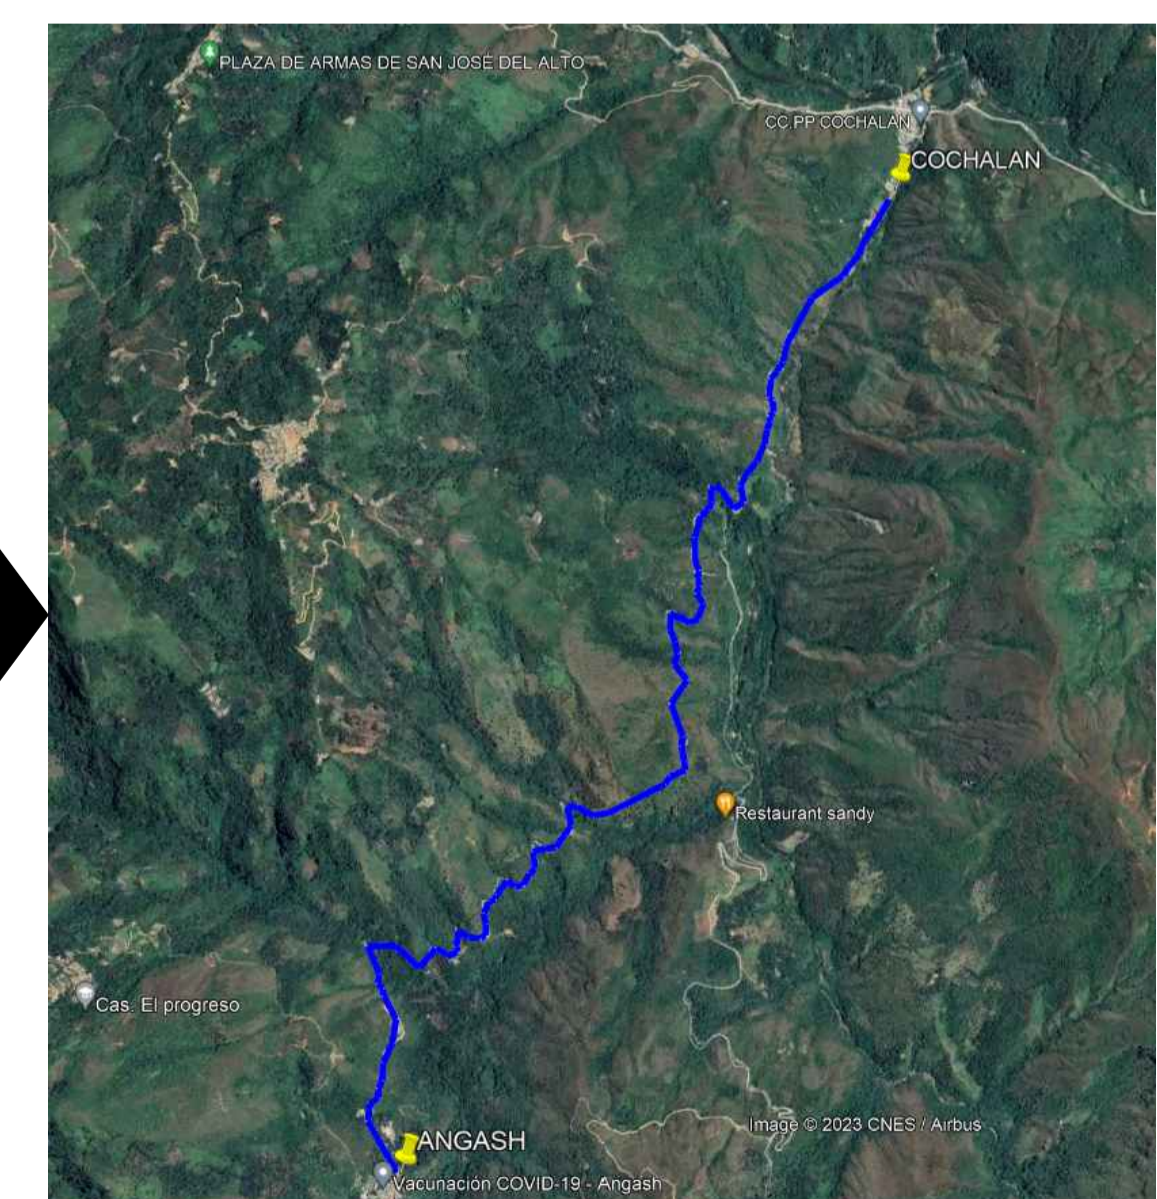 PLAZA DE ARMAS DE SAN JOSÉ DEL ALTO
CC.PP COCHALAN
COCHALAN
Restaurant sandy
Cas. El progreso
Image © 2023 CNES / Airbus
ANGASH
Vacunación COVID-19 - Angash